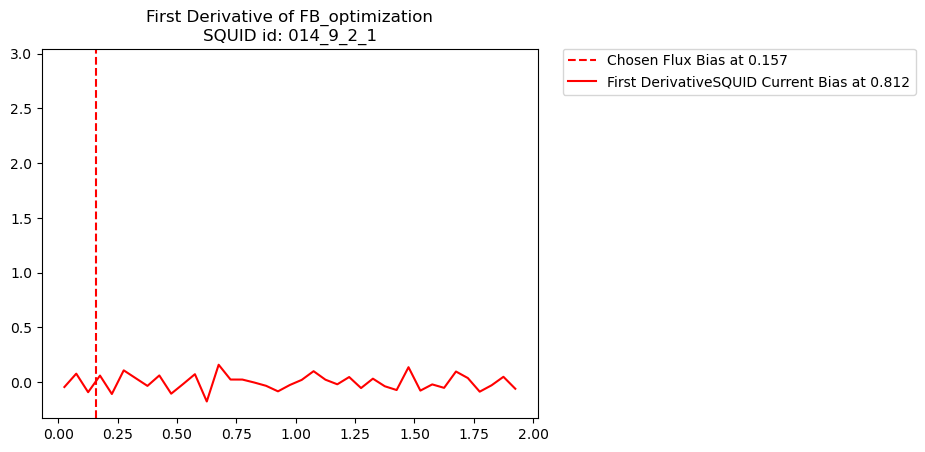 First Derivative of FB_optimization
SQUID id: 014_9_2_1
Chosen Flux Bias at 0.157
First DerivativeSQUID Current Bias at 0.812
3.0
2.5
2.0
1.5
1.0
0.5
0.0
0.00 0.25 0.50 0.75 1.00 1.25 1.50 1.75 2.00